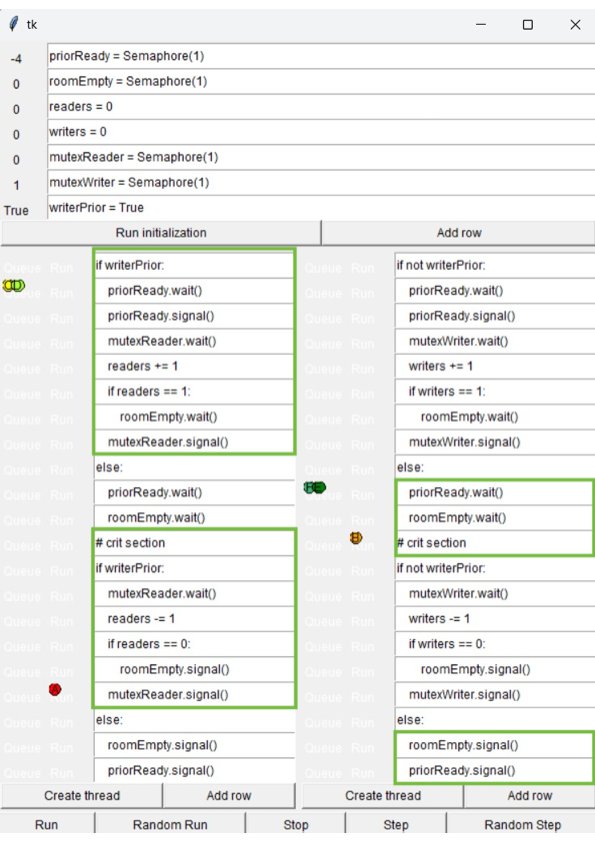 tk
-4 priorReady = Semaphore(1)
0 roomEmpty = Semaphore(1)
0 readers = 0
0 writers = 0
0 mutexReader = Semaphore(1)
1 mutexWriter = Semaphore(1)
True writerPrior = True
Run initialization Add row
Queue Run if writerPrior: Queue Run if not writerPrior:
Queue Run priorReady.wait() Queue Run priorReady.wait()
Queue Run priorReady.signal() Queue Run priorReady.signal()
Queue Run mutexReader.wait() Queue Run mutexWriter.wait()
Queue Run readers += 1 Queue Run writers += 1
Queue Run if readers == 1: Queue Run if writers == 1:
Queue Run roomEmpty.wait() Queue Run roomEmpty.wait()
Queue Run mutexReader.signal() Queue Run mutexWriter.signal()
Queue Run else: Queue Run else:
Queue Run priorReady.wait() Queue Run priorReady.wait()
Queue Run roomEmpty.wait() Queue Run roomEmpty.wait()
Queue Run # crit section Queue Run # crit section
Queue Run if writerPrior: Queue Run if not writerPrior:
Queue Run mutexReader.wait() Queue Run mutexWriter.wait()
Queue Run readers -= 1 Queue Run writers -= 1
Queue Run if readers == 0: Queue Run if writers == 0:
Queue Run roomEmpty.signal() Queue Run roomEmpty.signal()
Queue Run mutexReader.signal() Queue Run mutexWriter.signal()
Queue Run else: Queue Run else:
Queue Run roomEmpty.signal() Queue Run roomEmpty.signal()
Queue Run priorReady.signal() Queue Run priorReady.signal()
Create thread Add row Create thread Add row
Run Random Run Stop Step Random Step